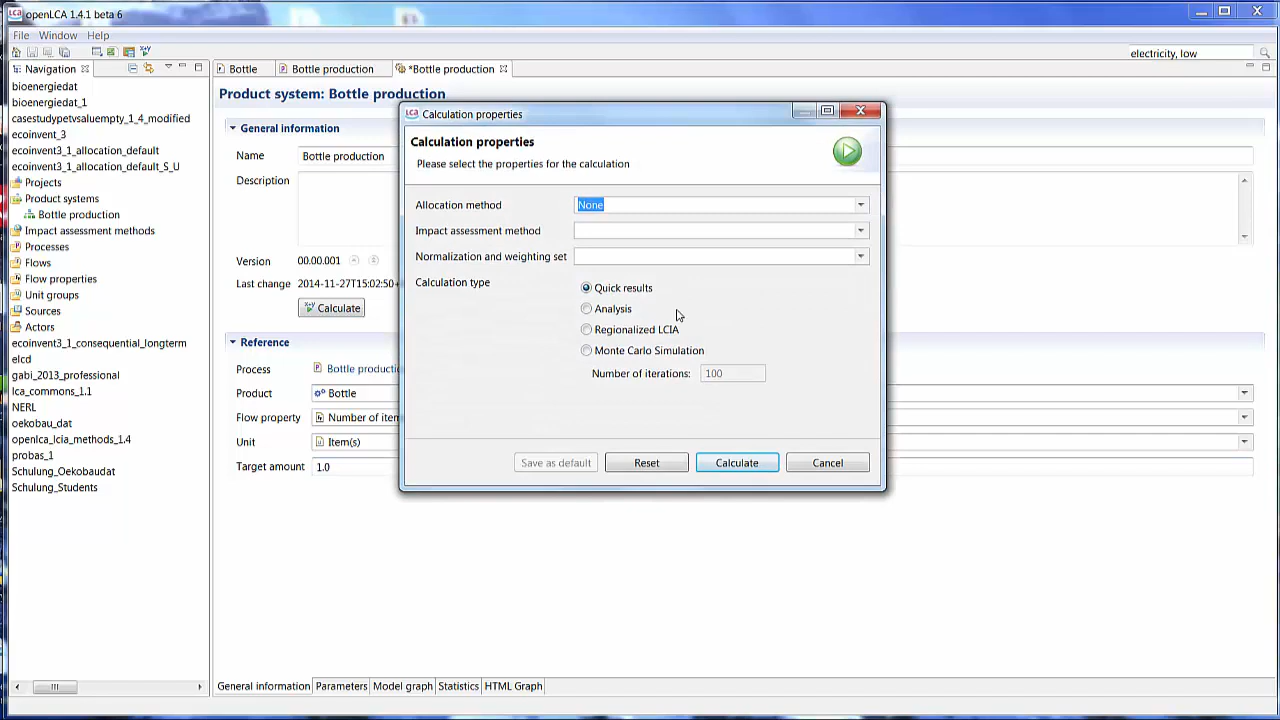 openLCA 1.4.1 beta 6
File Window Help
electricity, low
Navigation
Bottle
Bottle production
*Bottle production
bioenergiedat
bioenergiedat_1
casestudypetvsaluempty_1_4_modified
ecoinvent_3
ecoinvent3_1_allocation_default
ecoinvent3_1_allocation_default_S_U
Projects
Product systems
Bottle production
Impact assessment methods
Processes
Flows
Flow properties
Unit groups
Sources
Actors
ecoinvent3_1_consequential_longterm
elcd
gabi_2013_professional
lca_commons_1.1
NERL
oekobau_dat
openlca_lcia_methods_1.4
probas_1
Schulung_Oekobaudat
Schulung_Students
Product system: Bottle production
General information
Name Bottle production
Description
Version 00.00.001
Last change 2014-11-27T15:02:50+
Calculate
Reference
Process Bottle productio
Product Bottle
Flow property Number of item
Unit Item(s)
Target amount 1.0
General information Parameters Model graph Statistics HTML Graph
Calculation properties
Calculation properties
Please select the properties for the calculation
Allocation method None
Impact assessment method
Normalization and weighting set
Calculation type
Quick results
Analysis
Regionalized LCIA
Monte Carlo Simulation
Number of iterations: 100
Save as default Reset Calculate Cancel